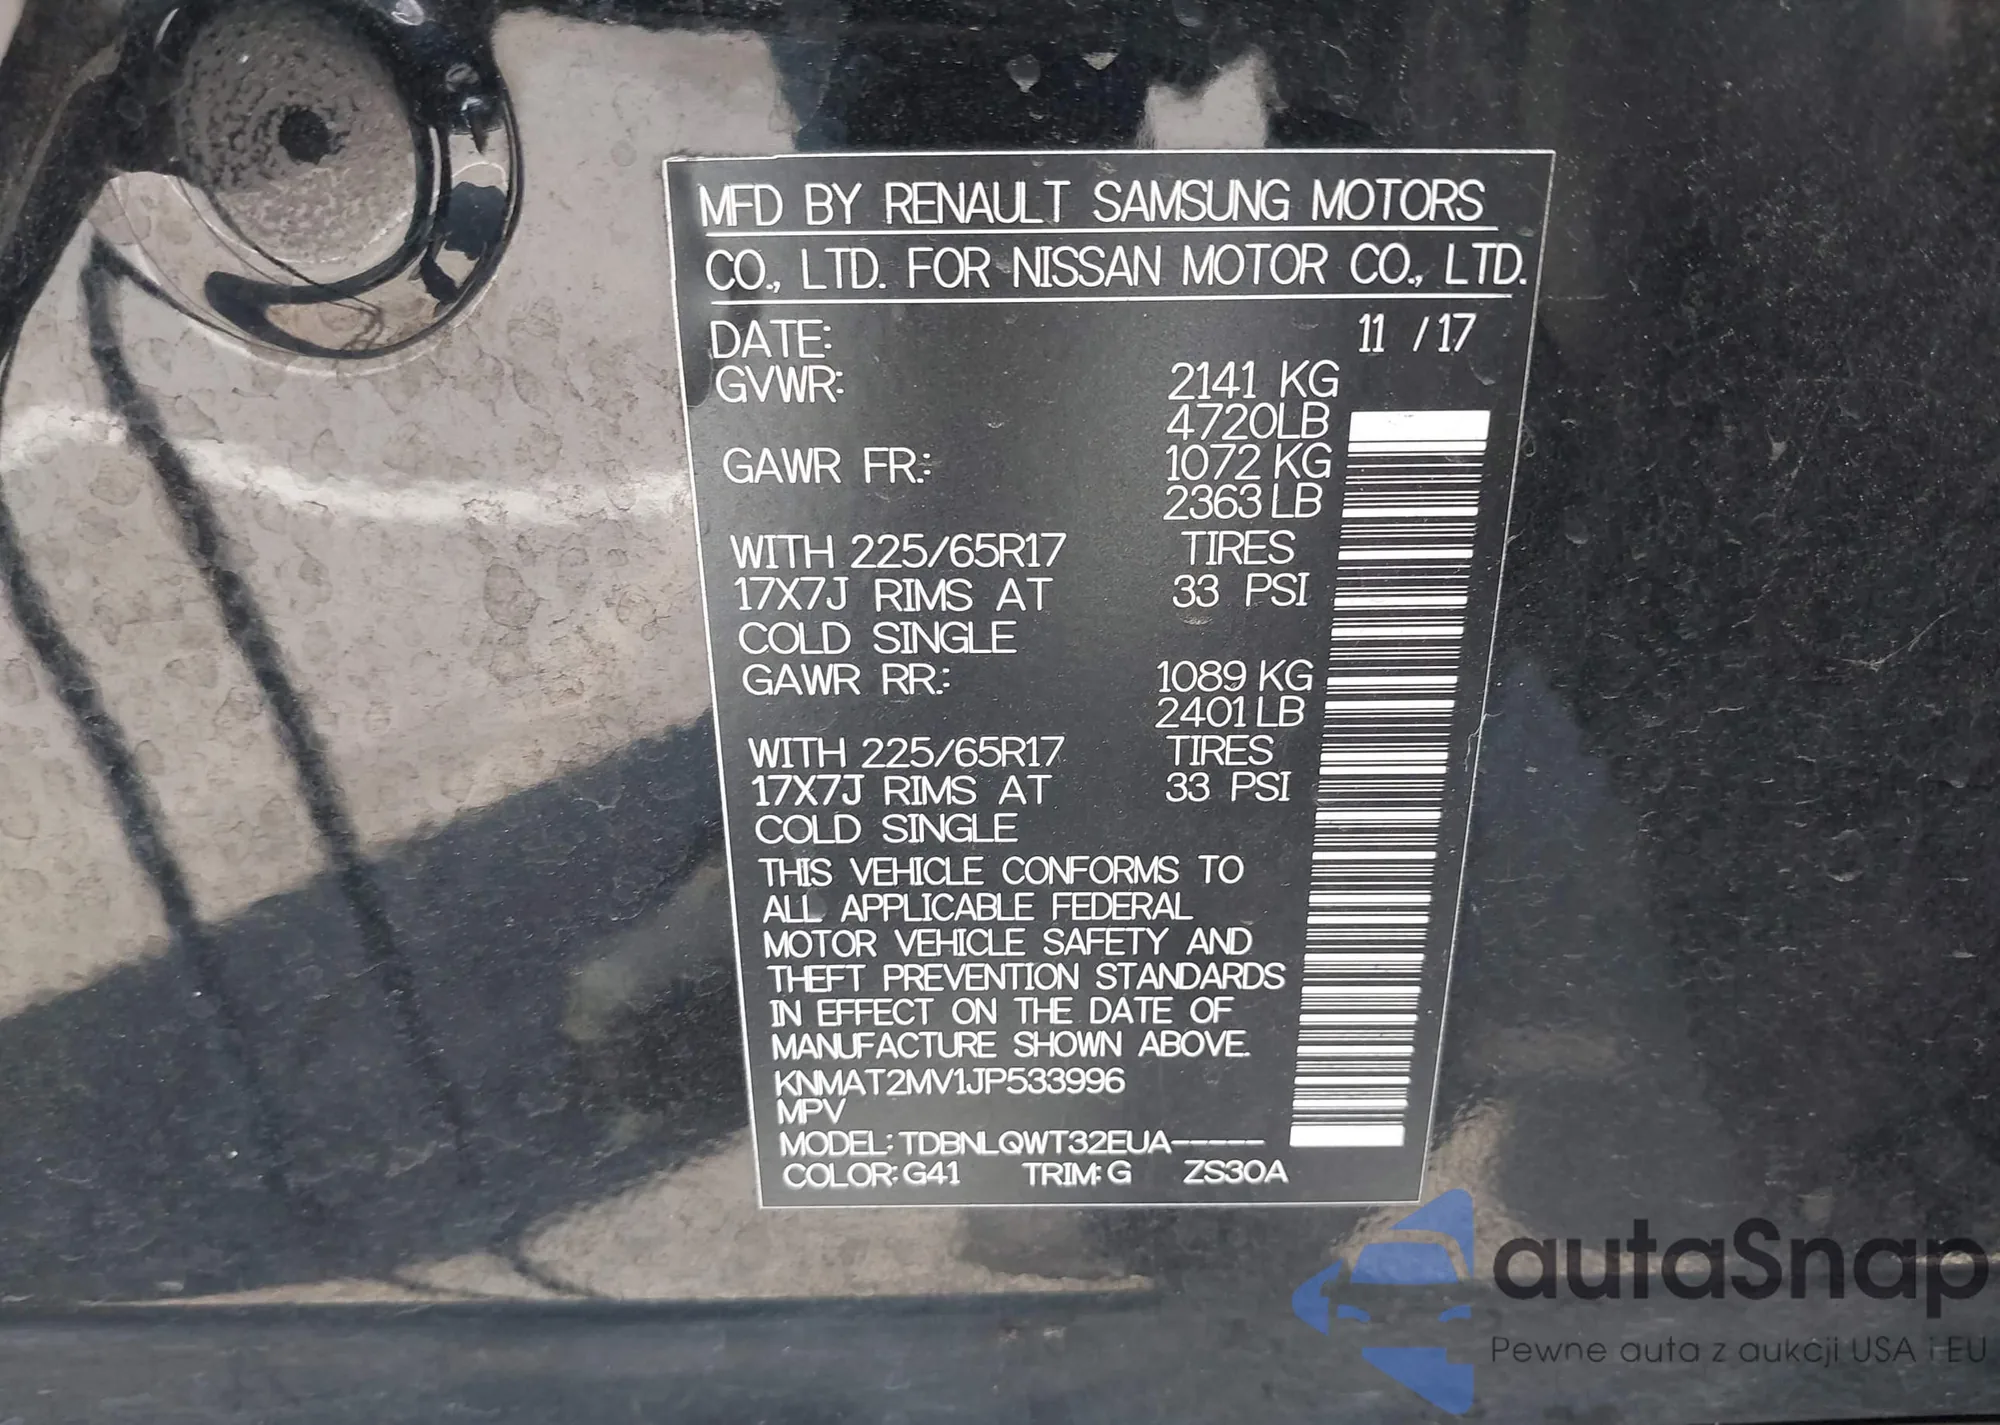 MFD BY RENAULT SAMSUNG MOTORS
CO., LTD. FOR NISSAN MOTOR CO., LTD.
DATE: 11 / 17
GVWR: 2141 KG
4720LB
GAWR FR.: 1072 KG
2363 LB
WITH 225/65R17 TIRES
17X7J RIMS AT 33 PSI
COLD SINGLE
GAWR RR.: 1089 KG
2401 LB
WITH 225/65R17 TIRES
17X7J RIMS AT 33 PSI
COLD SINGLE
THIS VEHICLE CONFORMS TO
ALL APPLICABLE FEDERAL
MOTOR VEHICLE SAFETY AND
THEFT PREVENTION STANDARDS
IN EFFECT ON THE DATE OF
MANUFACTURE SHOWN ABOVE.
KNMAT2MV1JP533996
MPV
MODEL: TDBNLQWT32EUA-----
COLOR: G41 TRIM: G ZS30A
autaSnap
Pewne auta z aukcji USA i EU